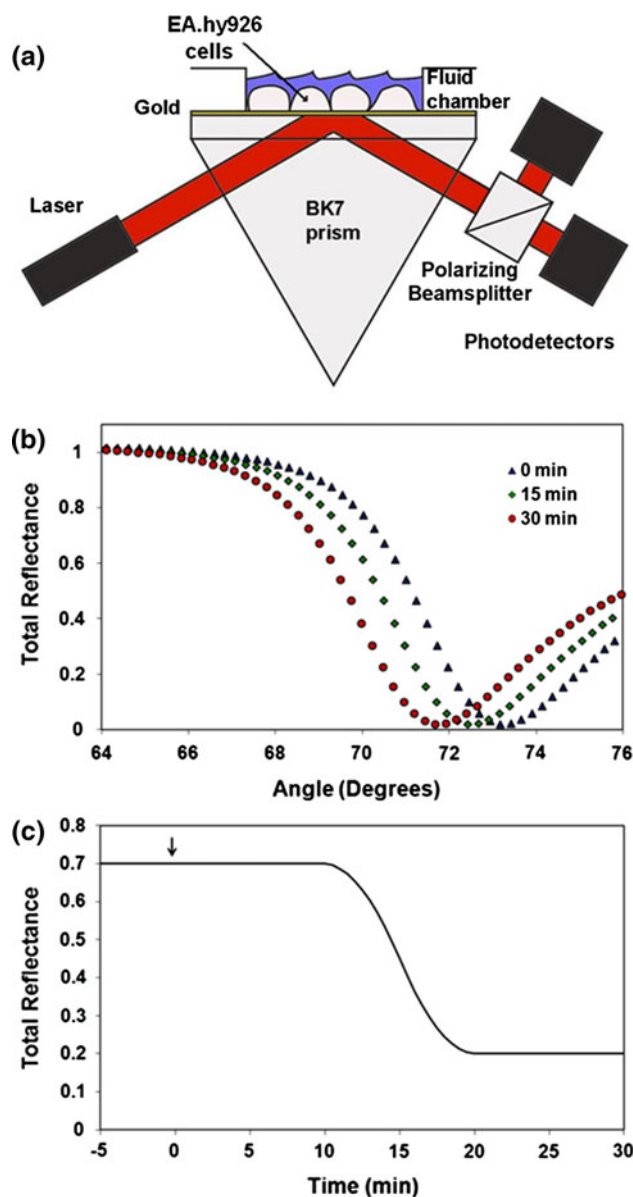 (a)
EA.hy926
cells
Fluid
chamber
Gold
Laser
BK7
prism
Polarizing
Beamsplitter
Photodetectors
(b)
Total Reflectance
1
0.8
0.6
0.4
0.2
0
0 min
15 min
30 min
64 66 68 70 72 74 76
Angle (Degrees)
(c)
Total Reflectance
0.8
0.7
0.6
0.5
0.4
0.3
0.2
0.1
0
-5 0 5 10 15 20 25 30
Time (min)